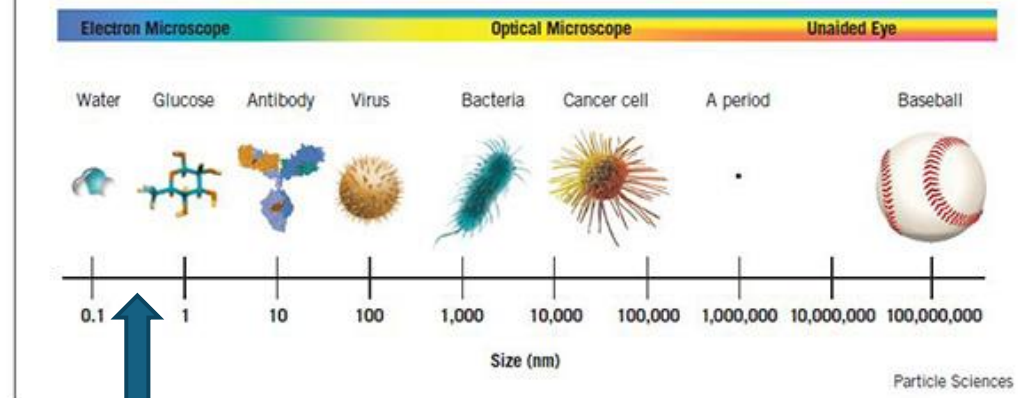 Electron Microscope Optical Microscope Unaided Eye
Water Glucose Antibody Virus Bacteria Cancer cell A period Baseball
0.1 1 10 100 1,000 10,000 100,000 1,000,000 10,000,000 100,000,000
Size (nm)
Particle Sciences